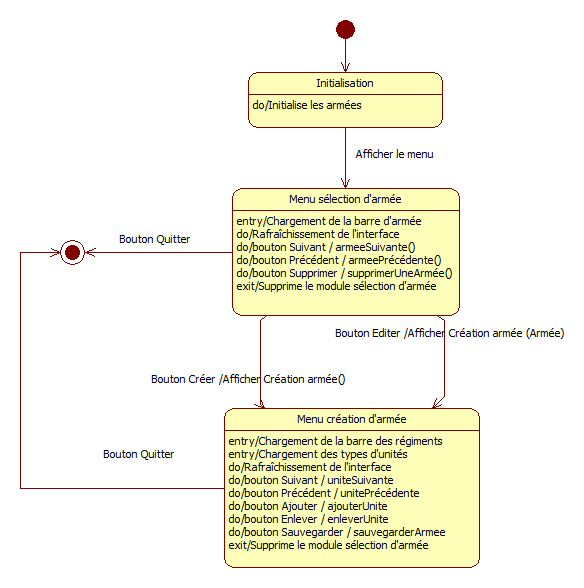 Initialisation
do/Initialise les armées
Afficher le menu
Menu sélection d'armée
entry/Chargement de la barre d'armée
do/Rafraîchissement de l'interface
do/bouton Suivant / armeeSuivante()
do/bouton Précédent / armeePrécédente()
do/bouton Supprimer / supprimerUneArmée()
exit/Supprime le module sélection d'armée
Bouton Quitter
Bouton Editer /Afficher Création armée (Armée)
Bouton Créer /Afficher Création armée()
Menu création d'armée
entry/Chargement de la barre des régiments
entry/Chargement des types d'unités
do/Rafraîchissement de l'interface
do/bouton Suivant / uniteSuivante
do/bouton Précédent / unitePrécédente
do/bouton Ajouter / ajouterUnite
do/bouton Enlever / enleverUnite
do/bouton Sauvegarder / sauvegarderArmee
exit/Supprime le module sélection d'armée
Bouton Quitter